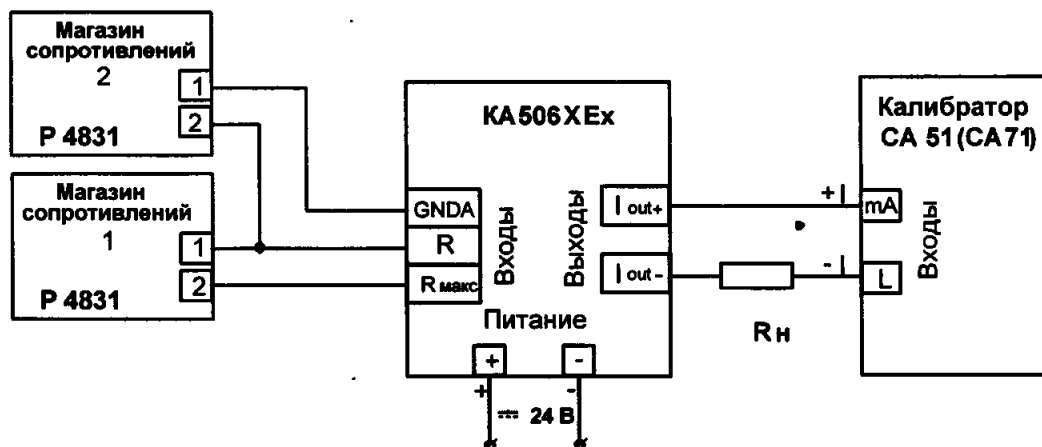 Магазин
сопротивлений
2
1
2
Р 4831
Магазин
сопротивлений
1
1
2
Р 4831
КА506ХЕх
GNDA
R
R макс
Входы
Выходы
I out+
I out-
Питание
+
-
+
-
24 В
+I
-I
Rн
Калибратор
СА 51(СА71)
mA
L
Входы